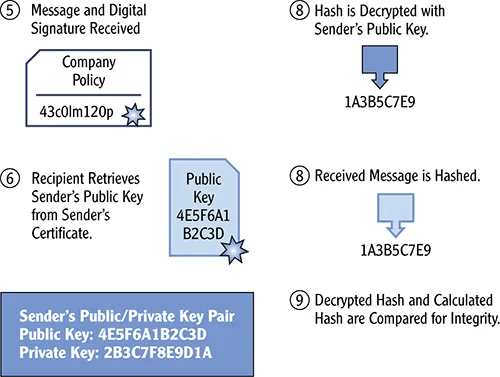 ⑤ Message and Digital
Signature Received
Company
Policy
43c0lm120p
⑥ Recipient Retrieves
Sender's Public Key
from Sender's
Certificate.
Public
Key
4E5F6A1
B2C3D
Sender's Public/Private Key Pair
Public Key: 4E5F6A1B2C3D
Private Key: 2B3C7F8E9D1A
⑧ Hash is Decrypted with
Sender's Public Key.
1A3B5C7E9
⑧ Received Message is Hashed.
1A3B5C7E9
⑨ Decrypted Hash and Calculated
Hash are Compared for Integrity.